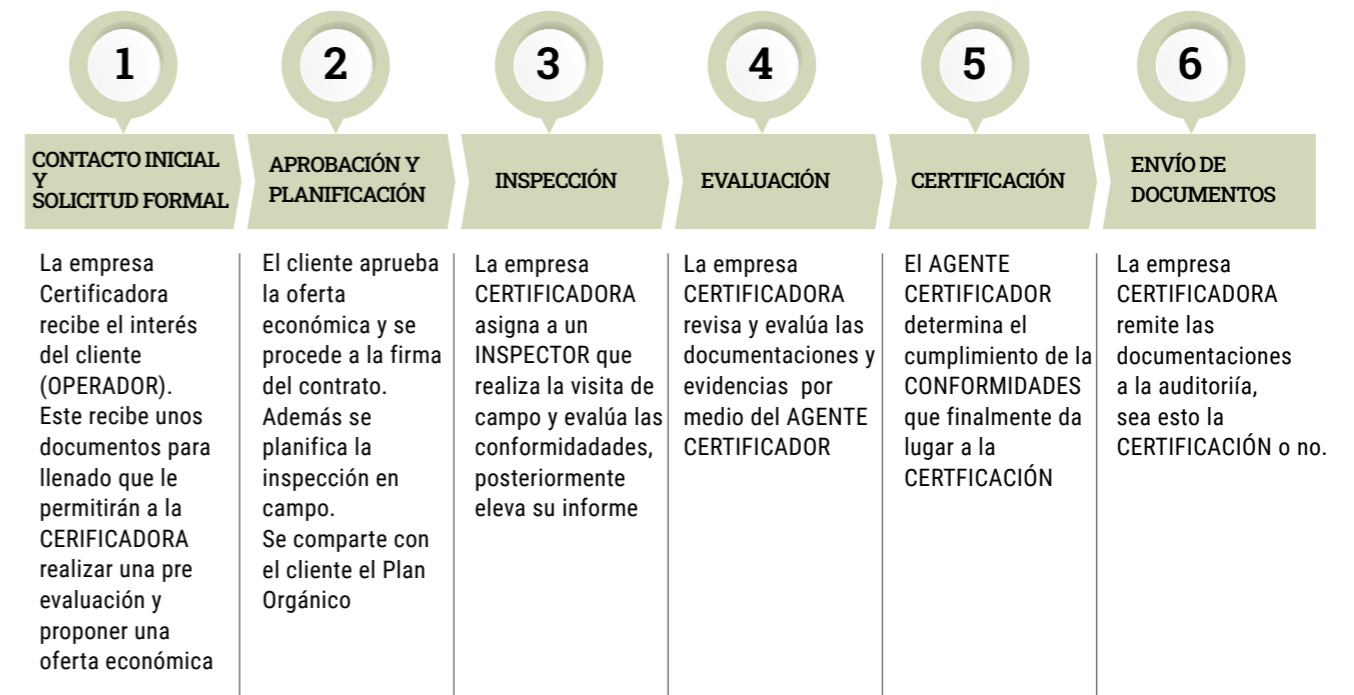 1
CONTACTO INICIAL
Y
SOLICITUD FORMAL
La empresa
Certificadora
recibe el interés
del cliente
(OPERADOR).
Este recibe unos
documentos para
llenado que le
permitirán a la
CERIFICADORA
realizar una pre
evaluación y
proponer una
oferta económica
2
APROBACIÓN Y
PLANIFICACIÓN
El cliente aprueba
la oferta
económica y se
procede a la firma
del contrato.
Además se
planifica la
inspección en
campo.
Se comparte con
el cliente el Plan
Orgánico
3
INSPECCIÓN
La empresa
CERTIFICADORA
asigna a un
INSPECTOR que
realiza la visita de
campo y evalúa las
conformidadades,
posteriormente
eleva su informe
4
EVALUACIÓN
La empresa
CERTIFICADORA
revisa y evalúa las
documentaciones y
evidencias por
medio del AGENTE
CERTIFICADOR
5
CERTIFICACIÓN
El AGENTE
CERTIFICADOR
determina el
cumplimiento de la
CONFORMIDADES
que finalmente da
lugar a la
CERTFICACIÓN
6
ENVÍO DE
DOCUMENTOS
La empresa
CERTIFICADORA
remite las
documentaciones
a la auditoriía,
sea esto la
CERTIFICACIÓN o no.